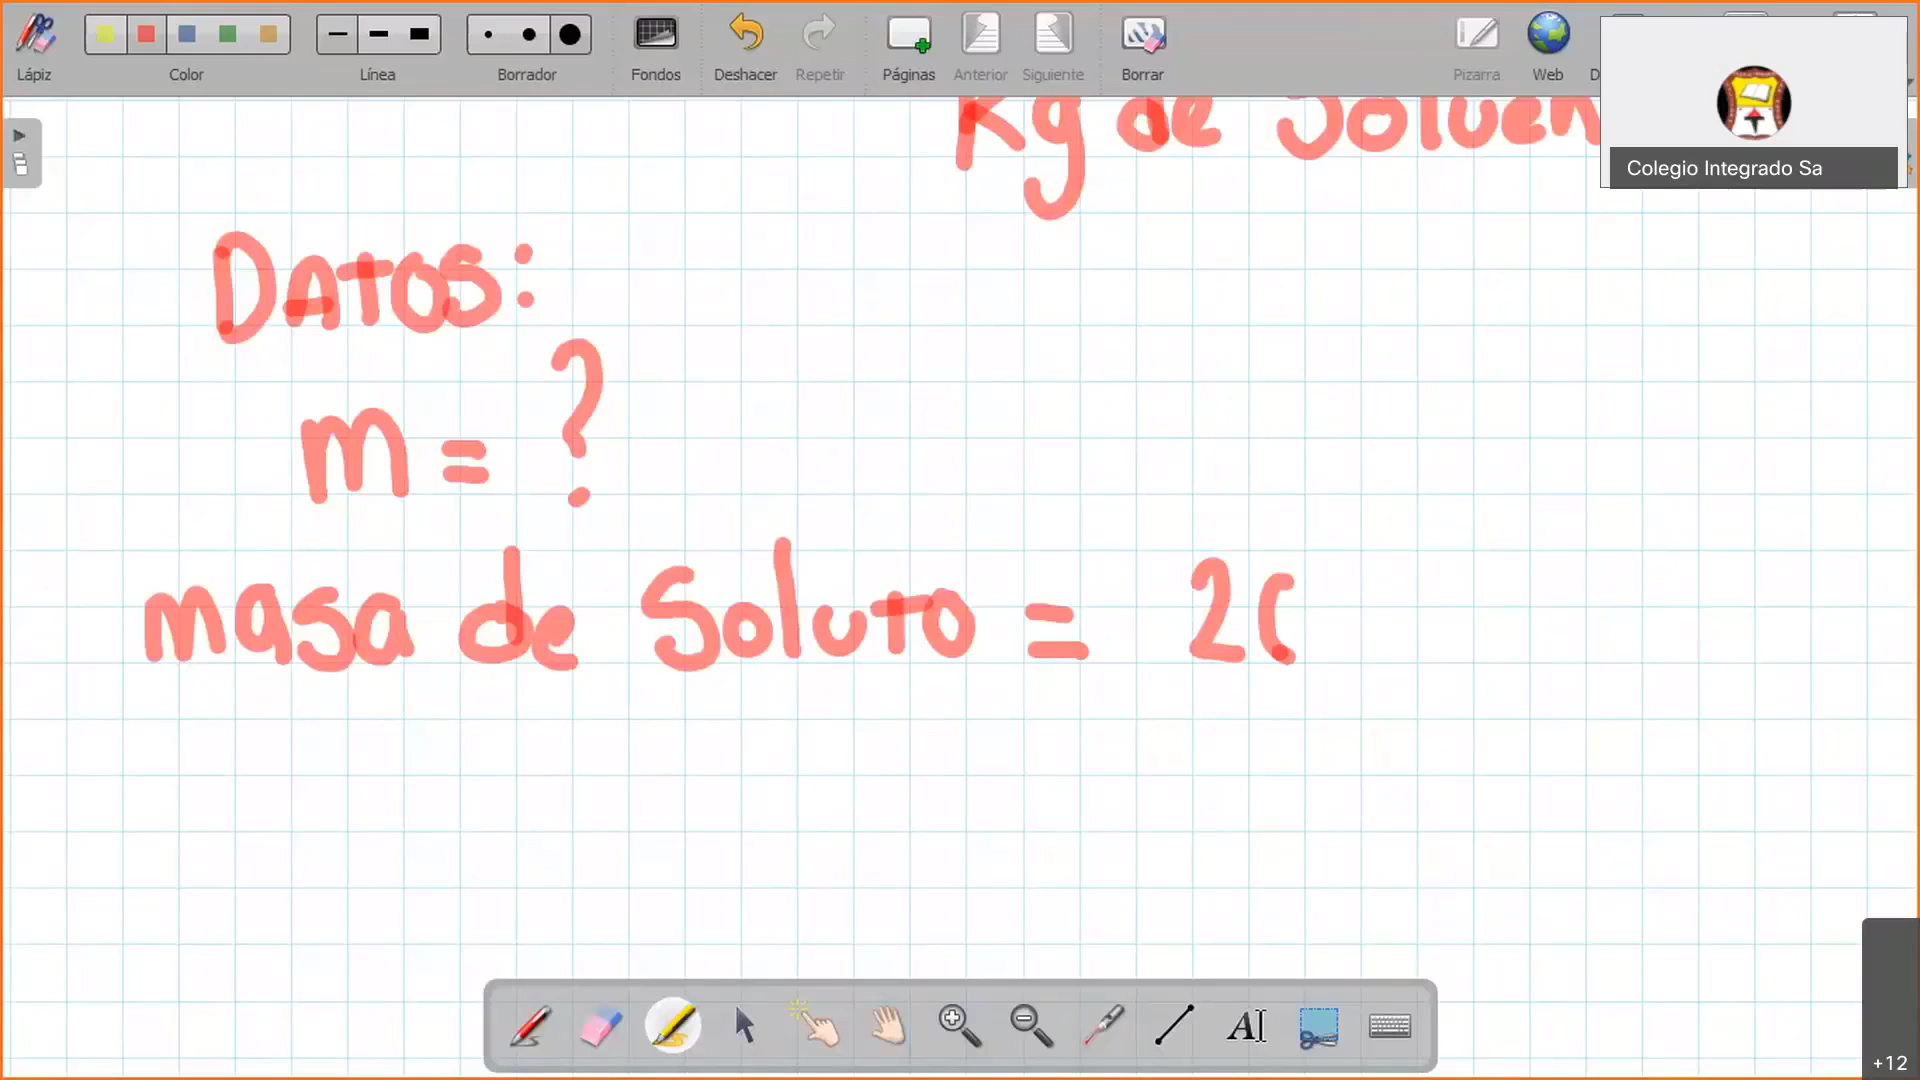 Lápiz Color Línea Borrador Fondos Deshacer Repetir Páginas Anterior Siguiente Borrar Pizarra Web
Colegio Integrado Sa
Kg de Solven
DATOS:
m = ?
masa de Soluto = 2
+12